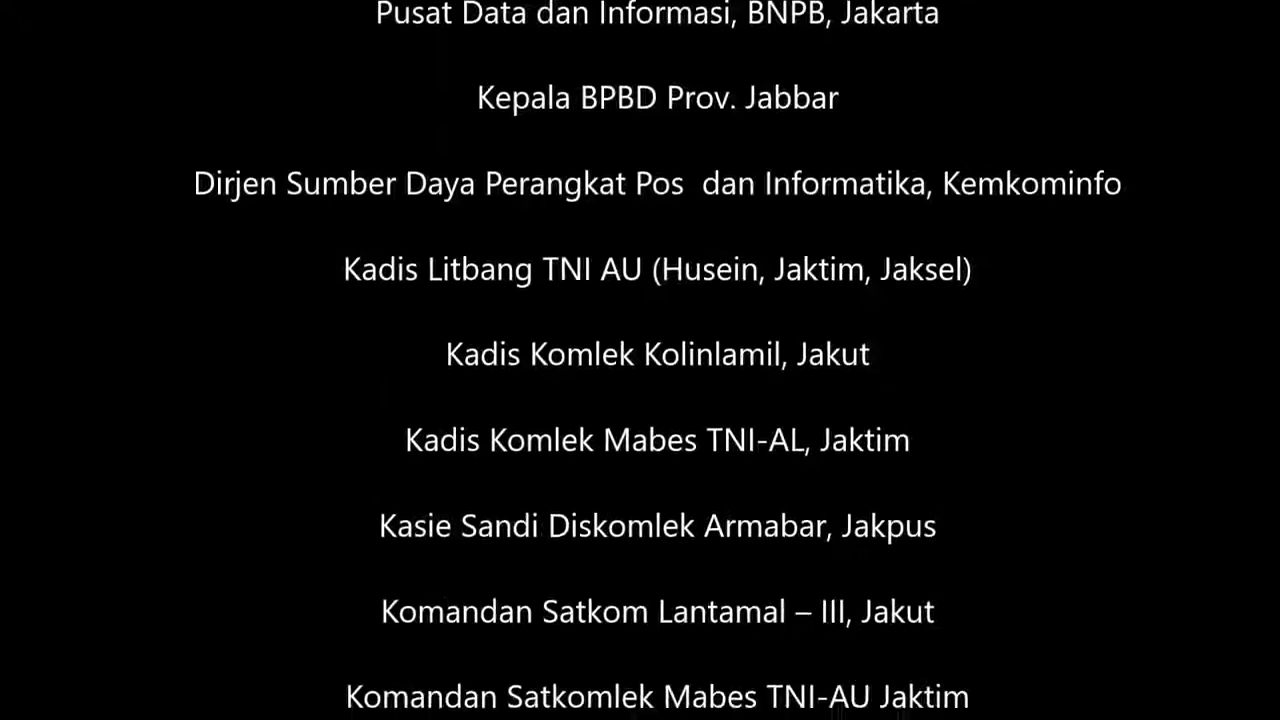 Pusat Data dan Informasi, BNPB, Jakarta
Kepala BPBD Prov. Jabbar
Dirjen Sumber Daya Perangkat Pos  dan Informatika, Kemkominfo
Kadis Litbang TNI AU (Husein, Jaktim, Jaksel)
Kadis Komlek Kolinlamil, Jakut
Kadis Komlek Mabes TNI-AL, Jaktim
Kasie Sandi Diskomlek Armabar, Jakpus
Komandan Satkom Lantamal – III, Jakut
Komandan Satkomlek Mabes TNI-AU Jaktim